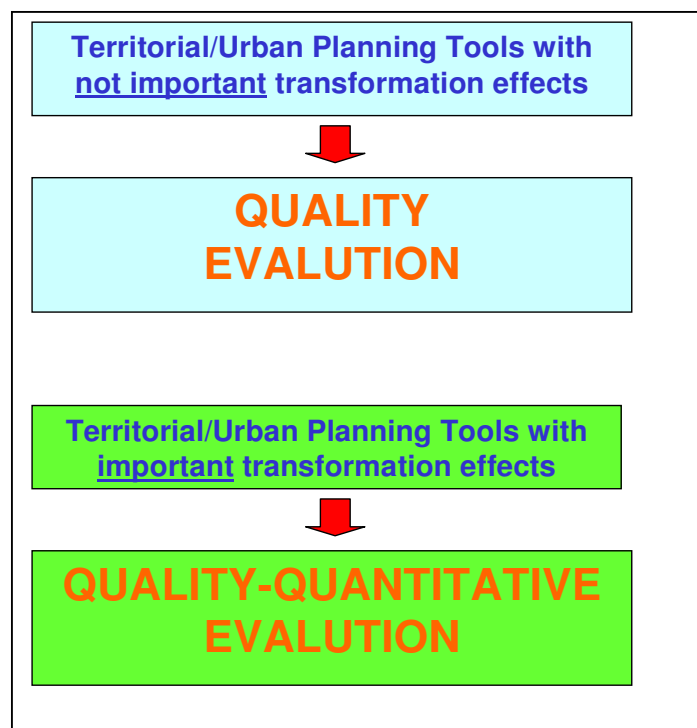 Territorial/Urban Planning Tools with
not important transformation effects
QUALITY
EVALUTION
Territorial/Urban Planning Tools with
important transformation effects
QUALITY-QUANTITATIVE
EVALUTION